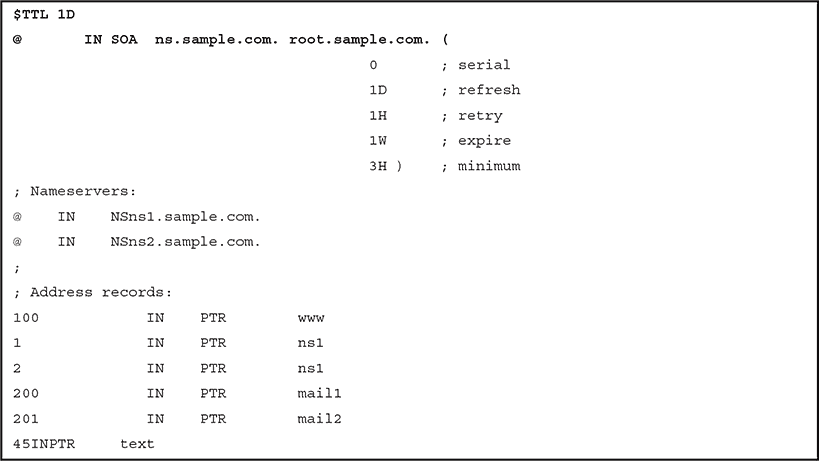 $TTL 1D
@ IN SOA ns.sample.com. root.sample.com. (
0 ; serial
1D ; refresh
1H ; retry
1W ; expire
3H ) ; minimum
; Nameservers:
@ IN NSns1.sample.com.
@ IN NSns2.sample.com.
;
; Address records:
100 IN PTR www
1 IN PTR ns1
2 IN PTR ns1
200 IN PTR mail1
201 IN PTR mail2
45INPTR text